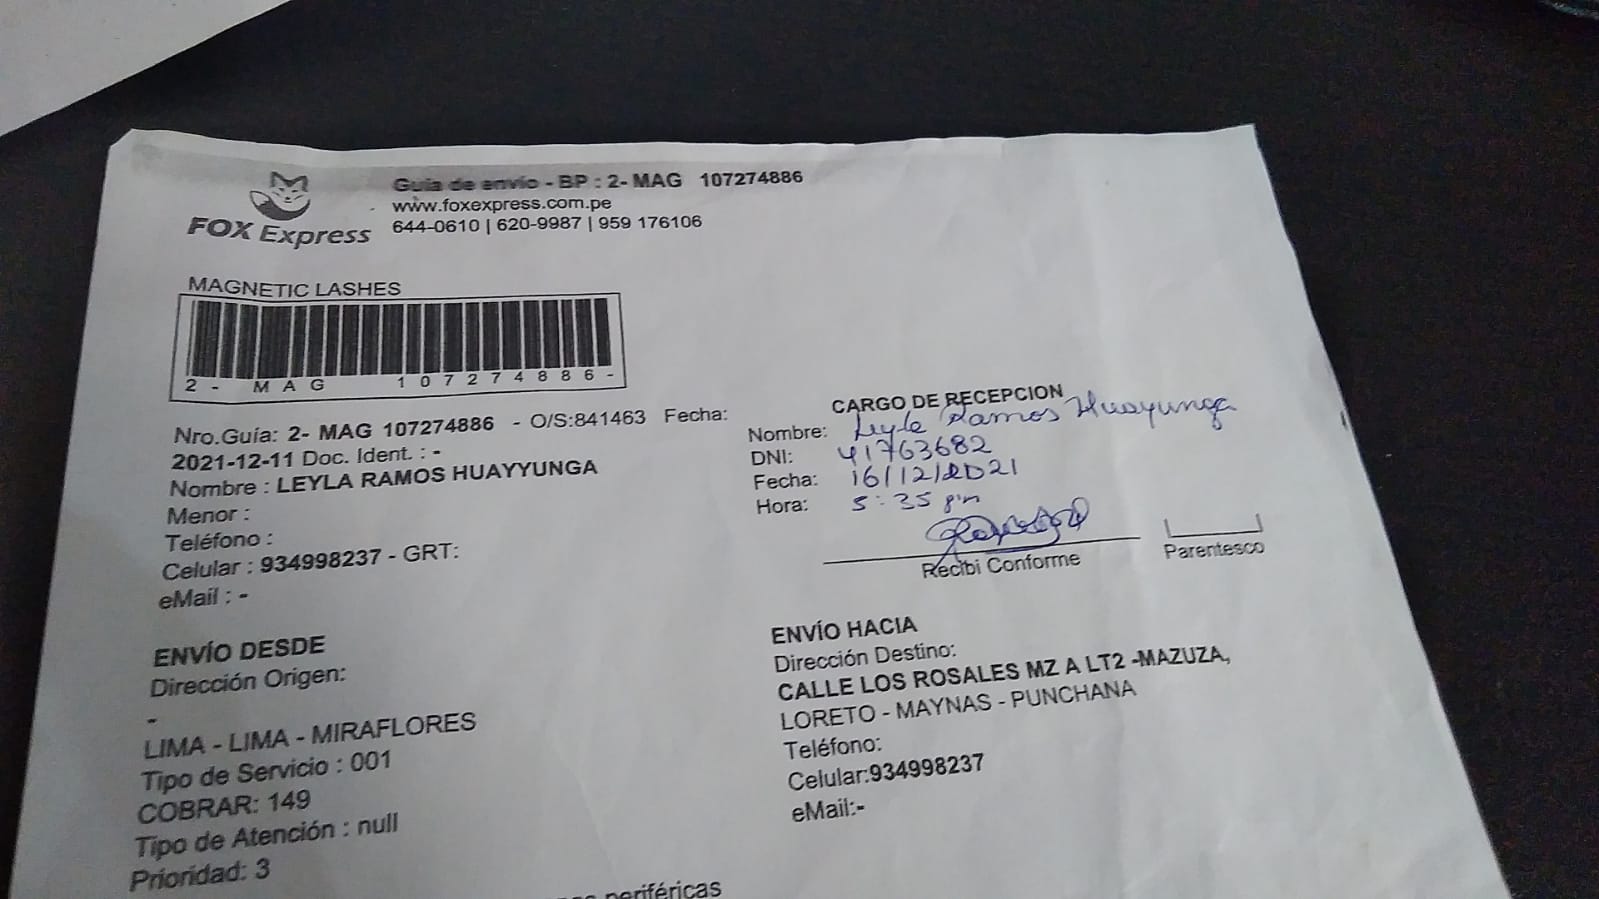 FOX Express
Guía de envío - BP : 2- MAG 107274886
www.foxexpress.com.pe
644-0610 | 620-9987 | 959 176106
MAGNETIC LASHES
2 - MAG 107274886-
Nro.Guía: 2- MAG 107274886 - O/S:841463 Fecha:
2021-12-11 Doc. Ident. : -
Nombre : LEYLA RAMOS HUAYYUNGA
Menor :
Teléfono :
Celular : 934998237 - GRT:
eMail : -
CARGO DE RECEPCION
Nombre: Leyla Ramos Huayunga
DNI: 41763682
Fecha: 16/12/2021
Hora: 5:35 pm
Recibi Conforme
Parentesco
ENVÍO DESDE
Dirección Origen:
-
LIMA - LIMA - MIRAFLORES
Tipo de Servicio : 001
COBRAR: 149
Tipo de Atención : null
Prioridad: 3
ENVÍO HACIA
Dirección Destino:
CALLE LOS ROSALES MZ A LT2 -MAZUZA,
LORETO - MAYNAS - PUNCHANA
Teléfono:
Celular:934998237
eMail:-
periféricas